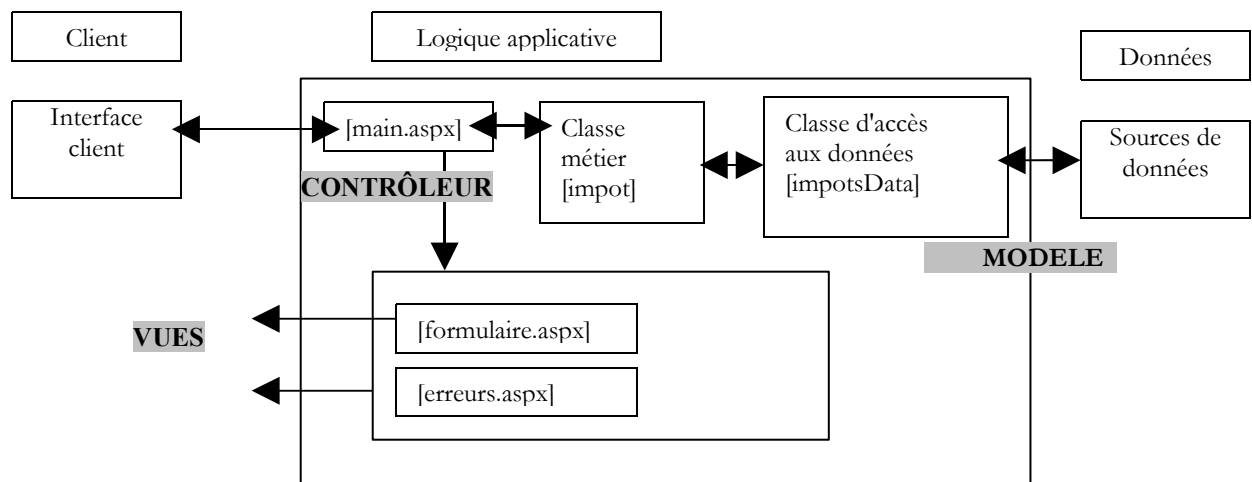 Client
Logique applicative
Données
Interface
client
[main.aspx]
CONTRÔLEUR
Classe
métier
[impot]
Classe d'accès
aux données
[impotsData]
Sources de
données
MODELE
VUES
[formulaire.aspx]
[erreurs.aspx]